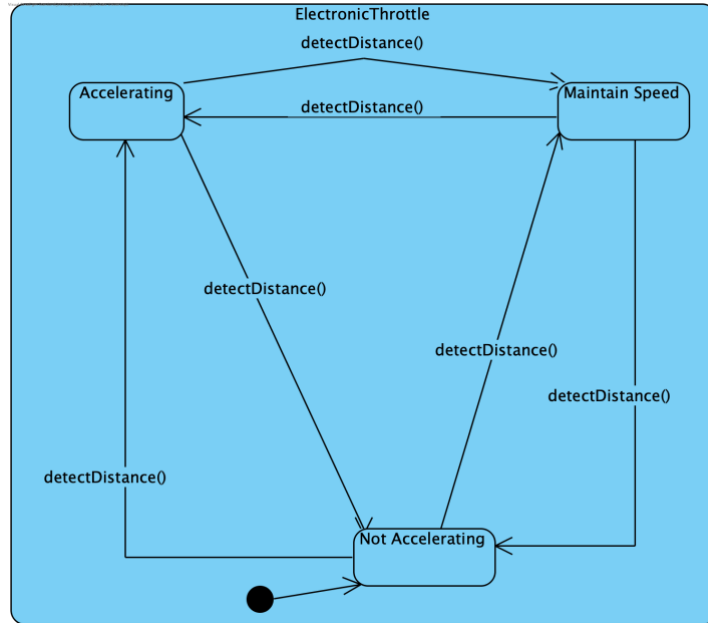 ElectronicThrottle
detectDistance()
Accelerating
Maintain Speed
detectDistance()
detectDistance()
detectDistance()
detectDistance()
detectDistance()
Not Accelerating